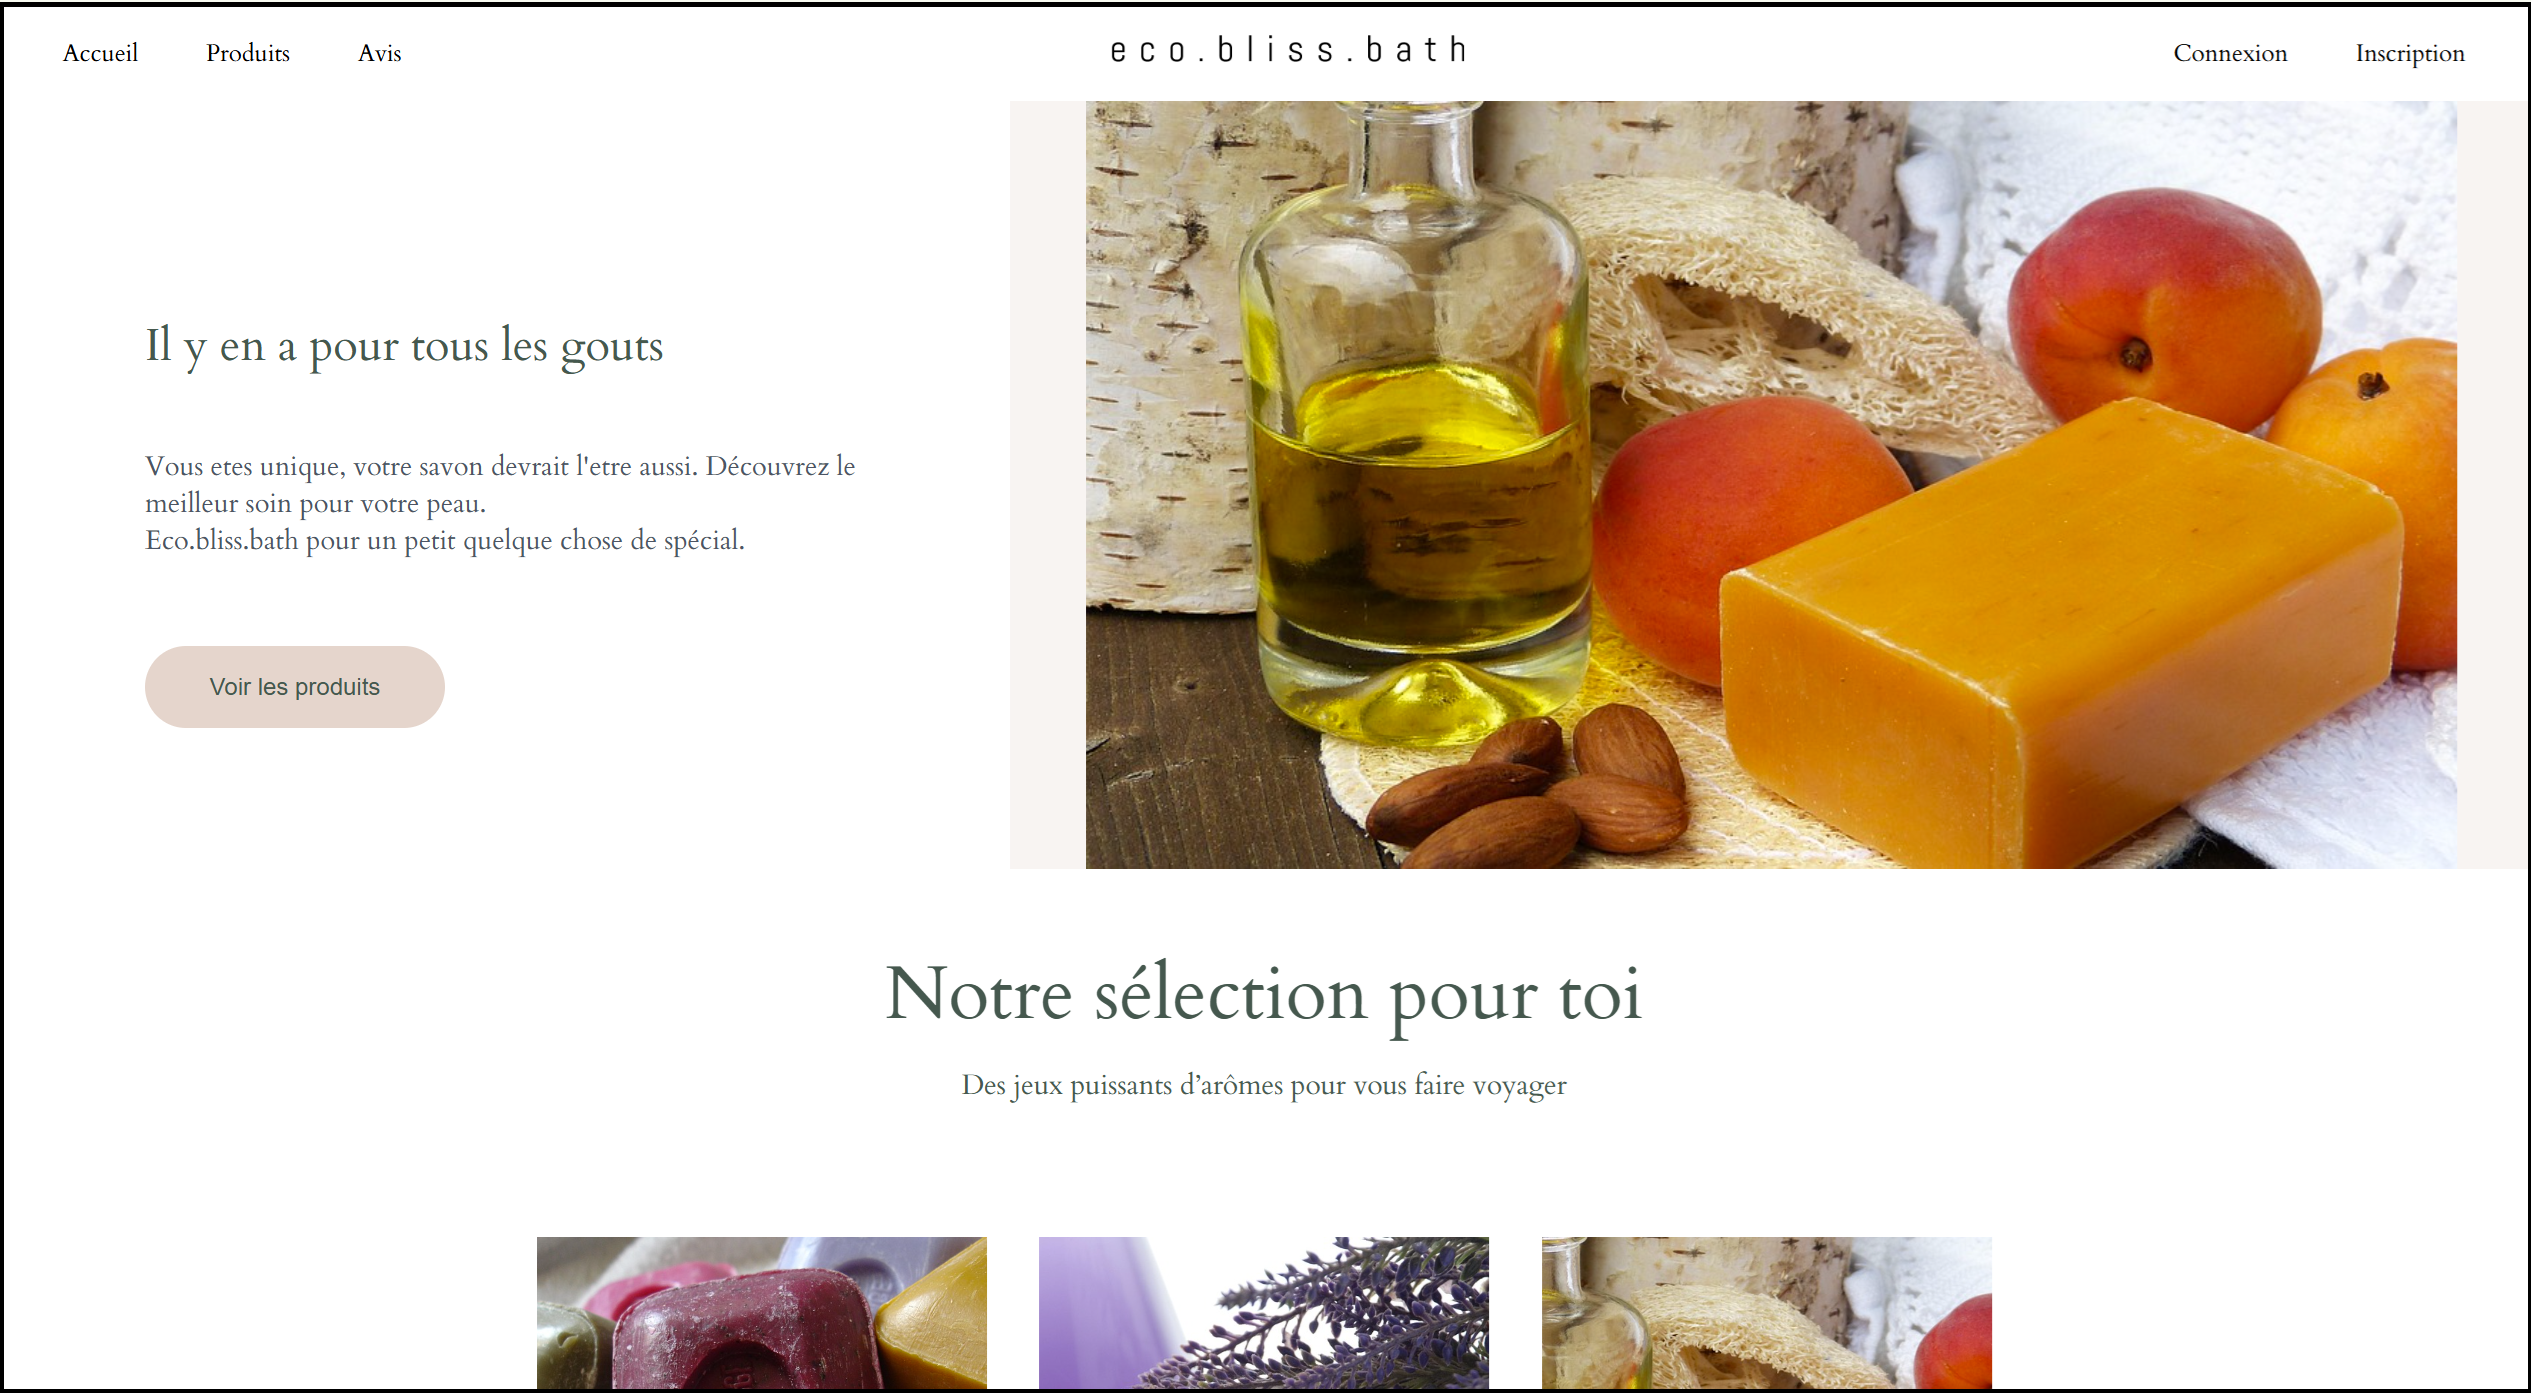 Accueil Produits Avis eco.bliss.bath Connexion Inscription
Il y en a pour tous les gouts
Vous etes unique, votre savon devrait l'etre aussi. Découvrez le
meilleur soin pour votre peau.
Eco.bliss.bath pour un petit quelque chose de spécial.
Voir les produits
Notre sélection pour toi
Des jeux puissants d’arômes pour vous faire voyager